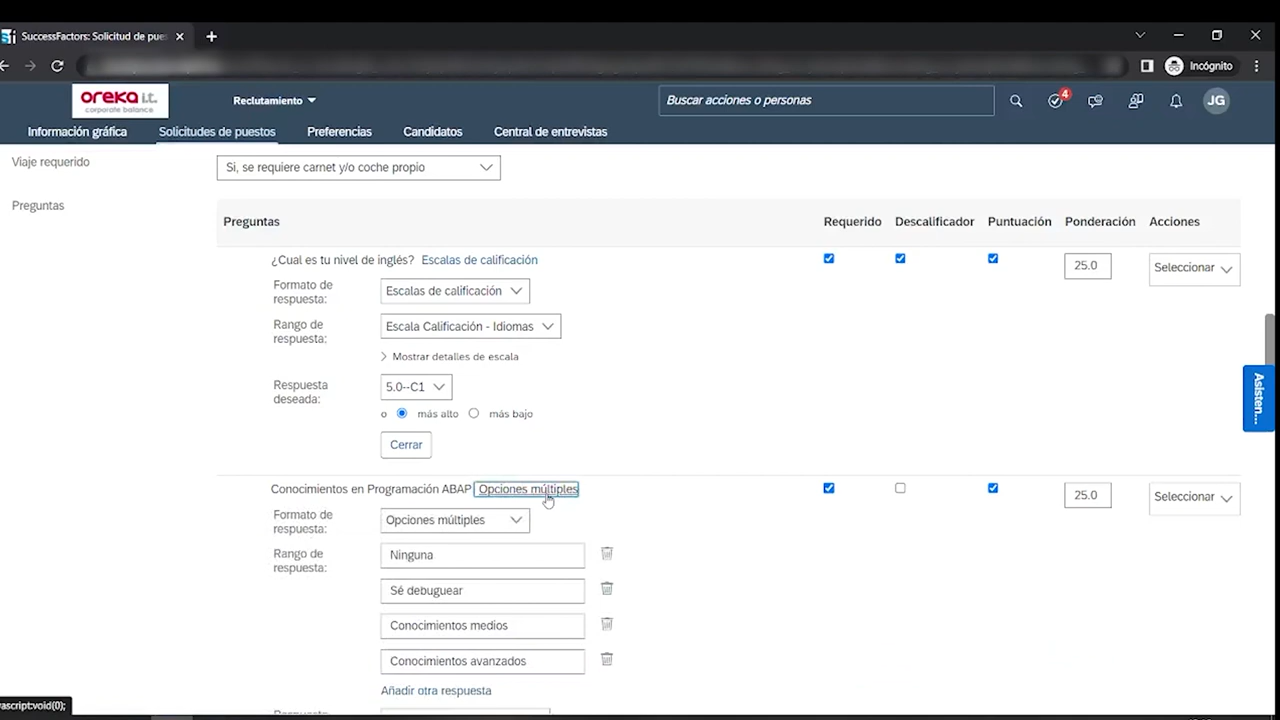 SuccessFactors: Solicitud de pue
Incógnito
oreka i.t.
corporate balance
Reclutamiento
Buscar acciones o personas
4
JG
Información gráfica
Solicitudes de puestos
Preferencias
Candidatos
Central de entrevistas
Viaje requerido
Si, se requiere carnet y/o coche propio
Preguntas
Preguntas Requerido Descalificador Puntuación Ponderación Acciones
¿Cual es tu nivel de inglés? Escalas de calificación
25.0
Seleccionar
Formato de
respuesta:
Escalas de calificación
Rango de
respuesta:
Escala Calificación - Idiomas
Mostrar detalles de escala
Respuesta
deseada:
5.0--C1
o más alto más bajo
Cerrar
Asisten...
Conocimientos en Programación ABAP Opciones múltiples
25.0
Seleccionar
Formato de
respuesta:
Opciones múltiples
Rango de
respuesta:
Ninguna
Sé debuguear
Conocimientos medios
Conocimientos avanzados
Añadir otra respuesta
vascript:void(0);